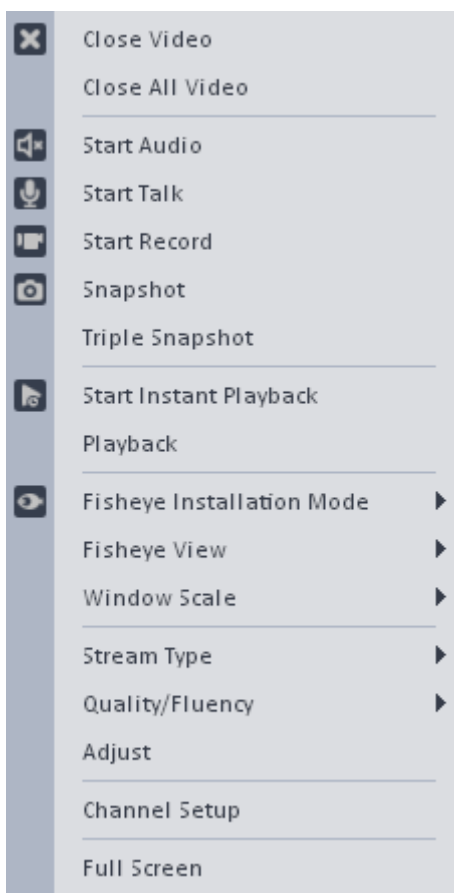 Close Video
Close All Video
Start Audio
Start Talk
Start Record
Snapshot
Triple Snapshot
Start Instant Playback
Playback
Fisheye Installation Mode
Fisheye View
Window Scale
Stream Type
Quality/Fluency
Adjust
Channel Setup
Full Screen